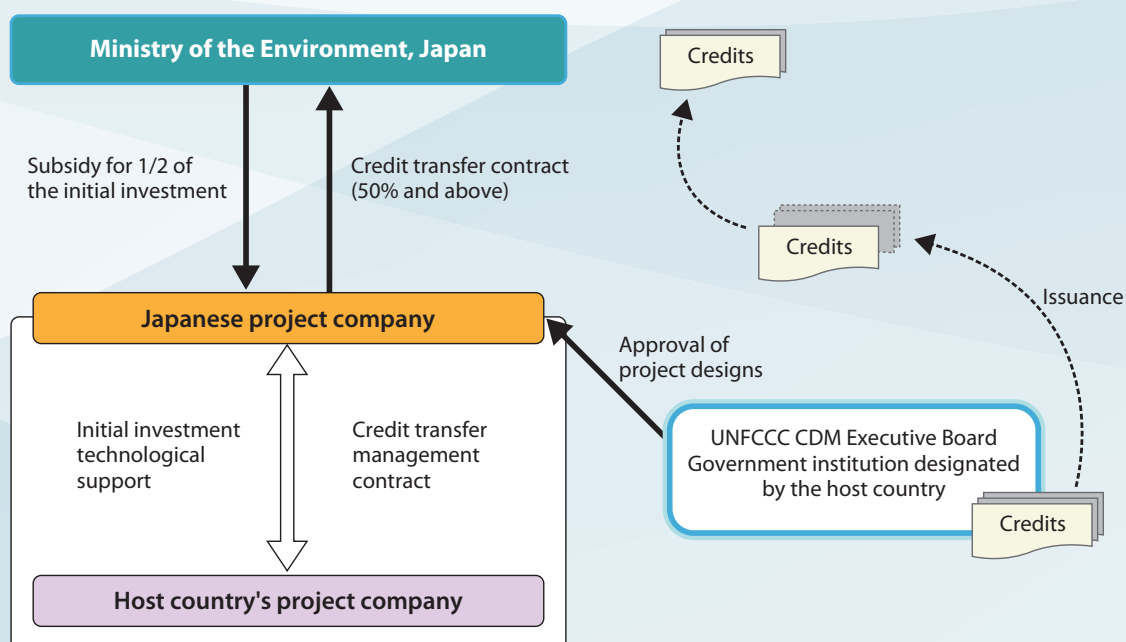 Ministry of the Environment, Japan
Credits
Subsidy for 1/2 of
the initial investment
Credit transfer contract
(50% and above)
Credits
Issuance
Japanese project company
Approval of
project designs
Initial investment
technological
support
Credit transfer
management
contract
UNFCCC CDM Executive Board
Government institution designated
by the host country
Credits
Host country's project company